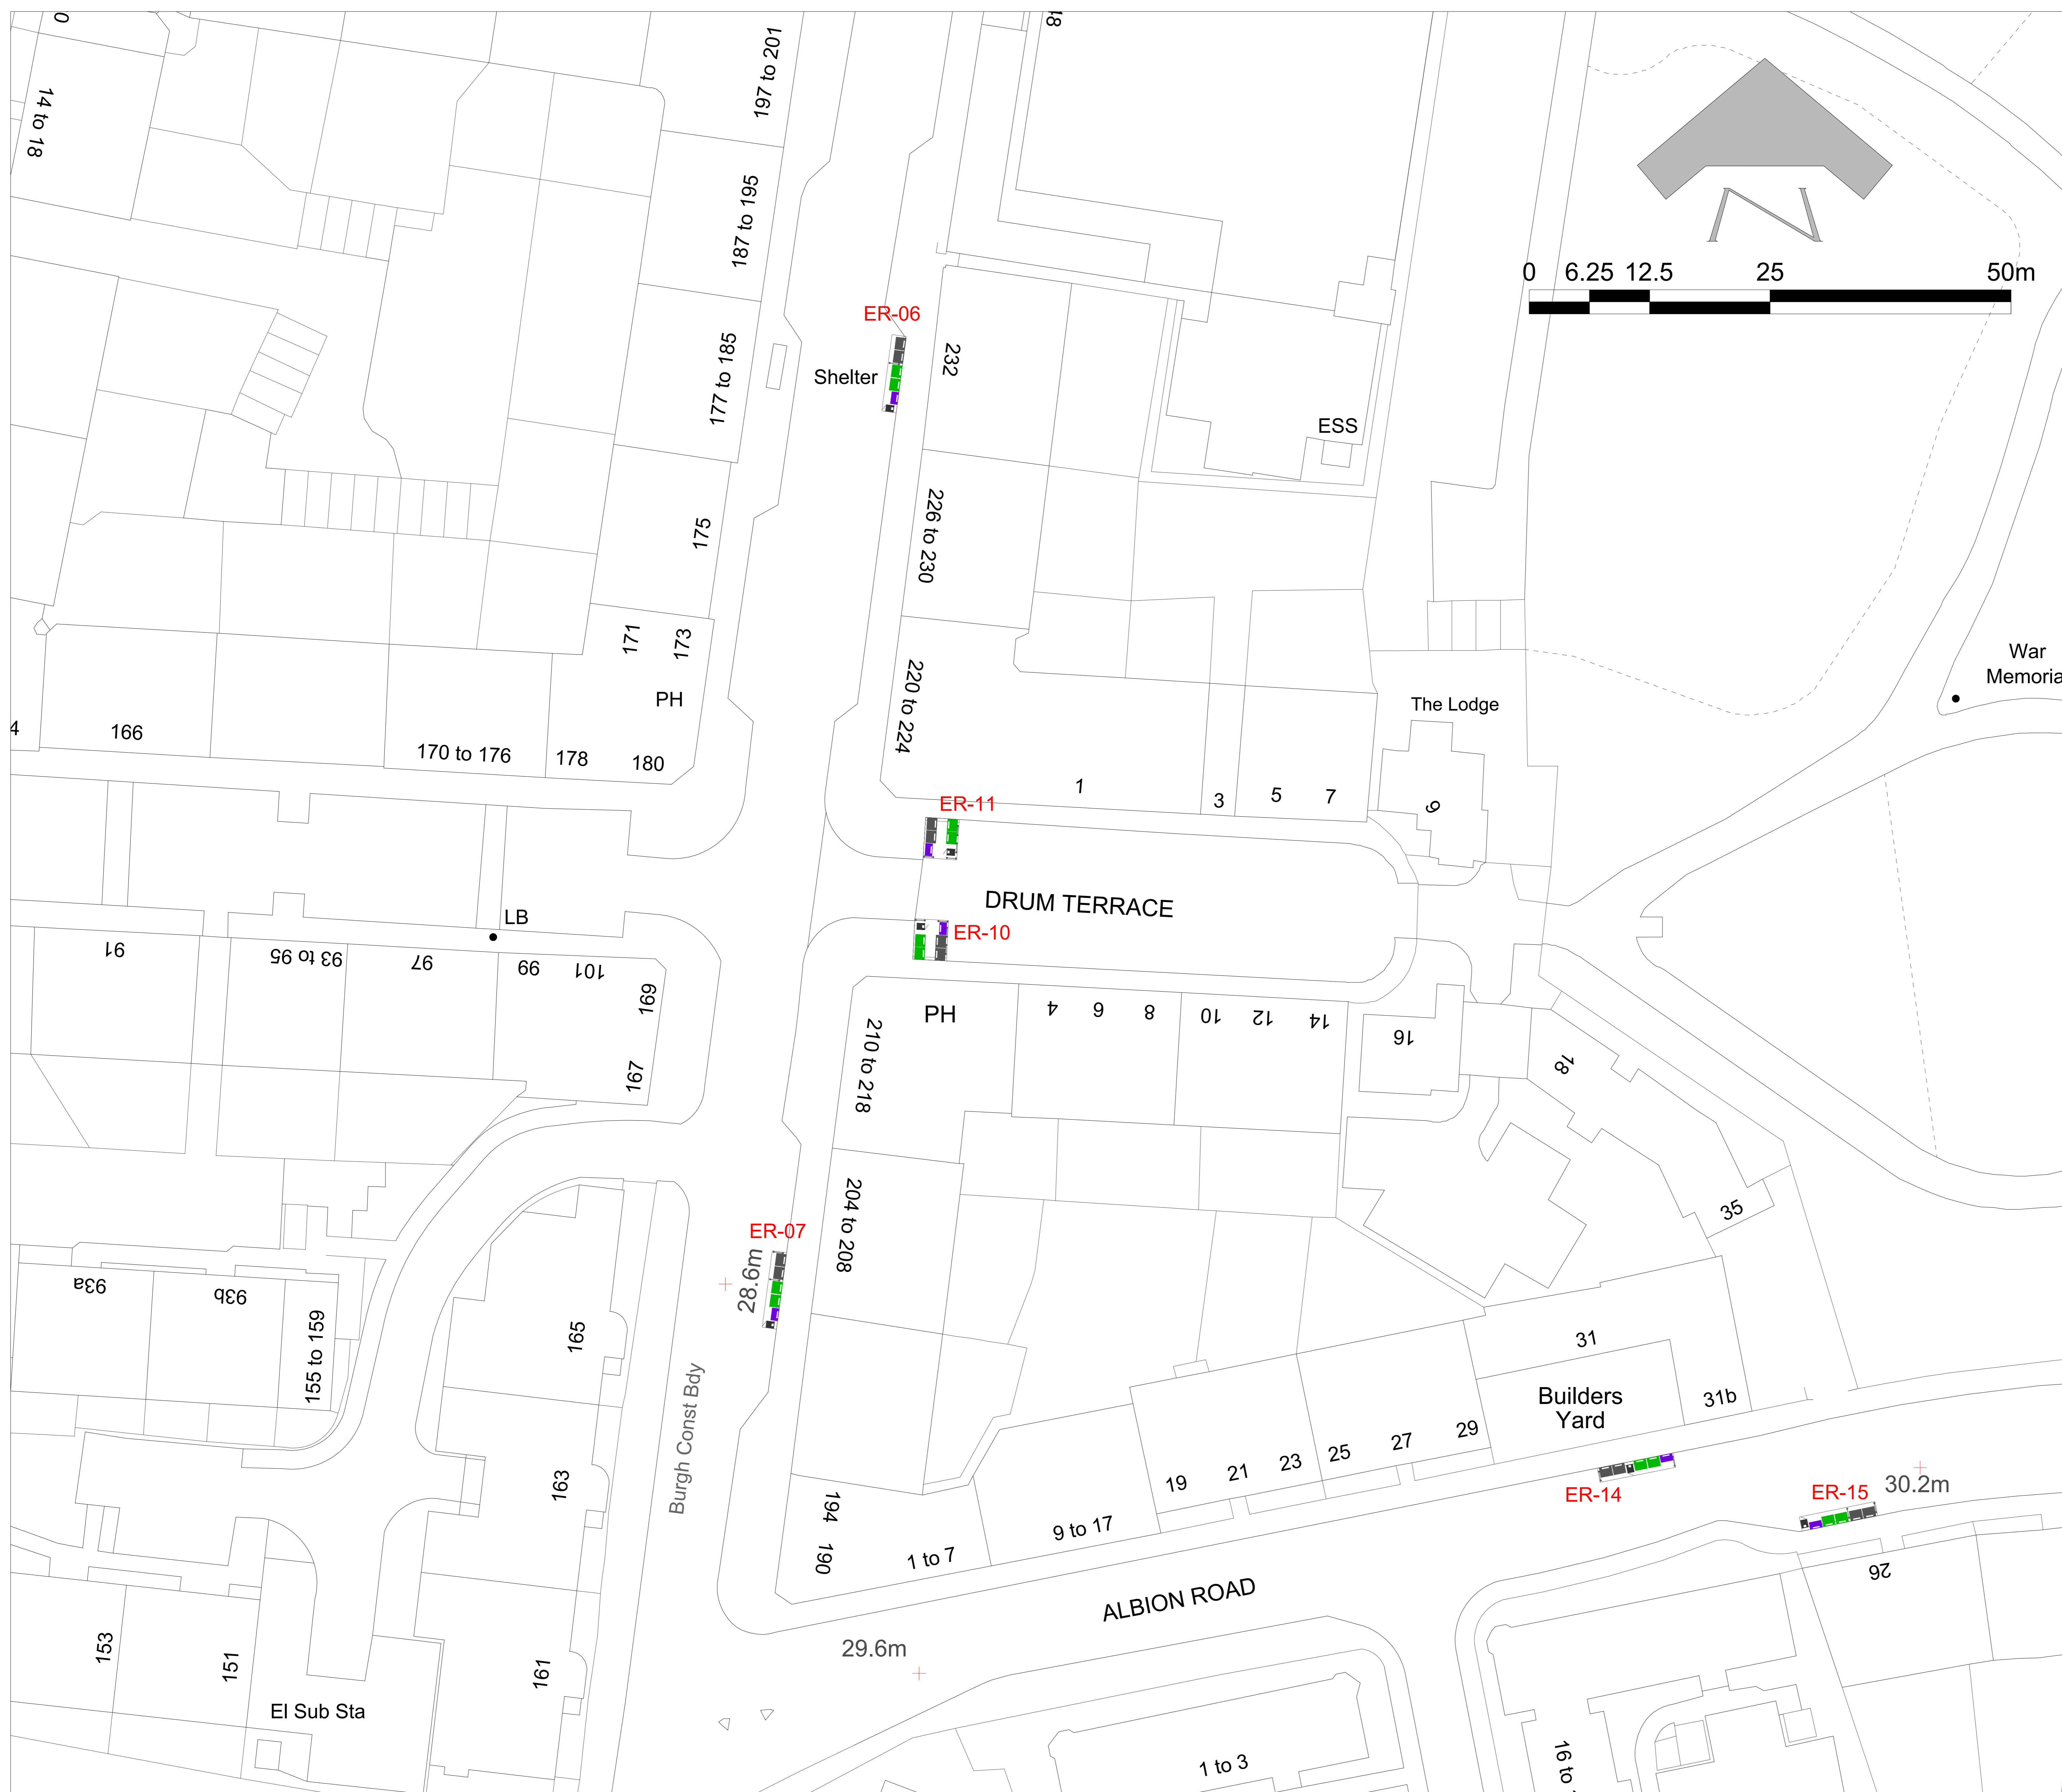 14 to 18
197 to 201
187 to 195
0 6.25 12.5 25 50m
ER-06
177 to 185
Shelter
232
ESS
175
226 to 230
171
173
PH
220 to 224
The Lodge
War
Memoria
4
166
170 to 176
178
180
1
3
5
7
9
ER-11
DRUM TERRACE
ER-10
LB
91
93 to 95
97
99
101
169
167
PH
210 to 218
4
6
8
10
12
14
16
18
35
204 to 208
ER-07
28.6m
93a
93b
155 to 159
165
163
161
Burgh Const Bdy
31
Builders
Yard
31b
19
21
23
25
27
29
9 to 17
1 to 7
194
190
ER-14
ER-15
30.2m
26
ALBION ROAD
29.6m
153
151
El Sub Sta
1 to 3
16 to